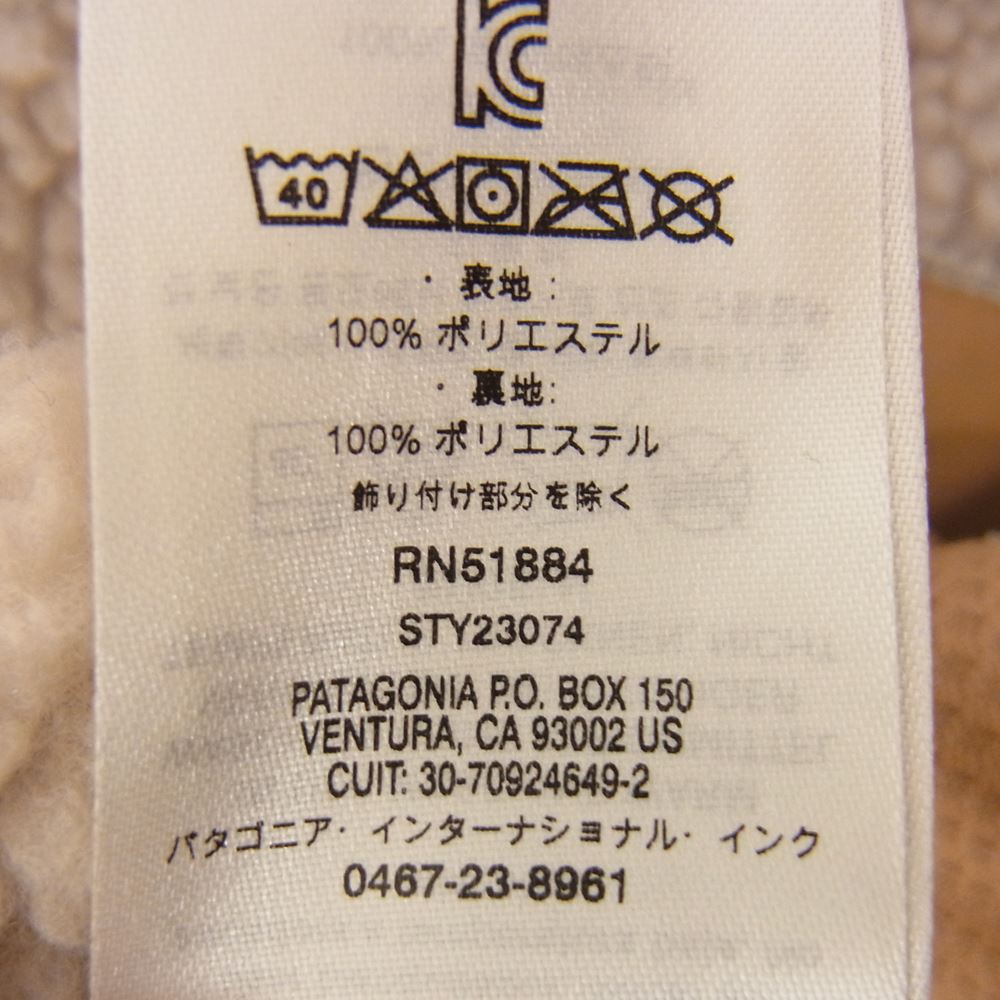 KC
40
・表地:
100% ポリエステル
・裏地:
100% ポリエステル
飾り付け部分を除く
RN51884
STY23074
PATAGONIA P.O. BOX 150
VENTURA, CA 93002 US
CUIT: 30-70924649-2
パタゴニア・インターナショナル・インク
0467-23-8961